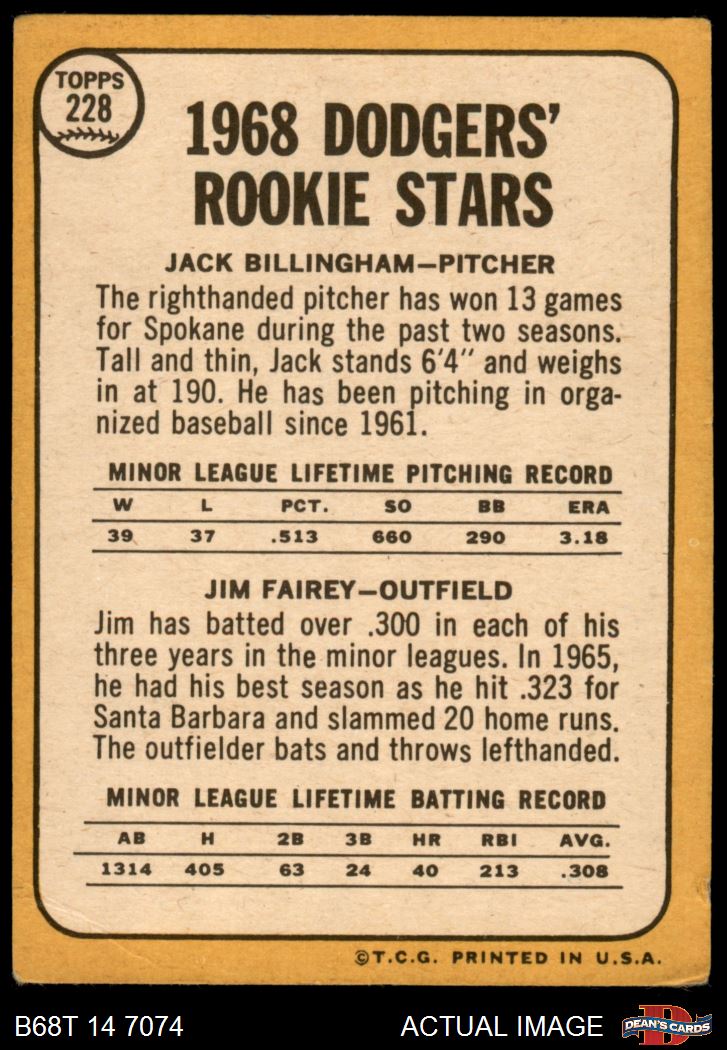 TOPPS
228
1968 DODGERS'
ROOKIE STARS
JACK BILLINGHAM—PITCHER
The righthanded pitcher has won 13 games
for Spokane during the past two seasons.
Tall and thin, Jack stands 6'4" and weighs
in at 190. He has been pitching in orga-
nized baseball since 1961.
MINOR LEAGUE LIFETIME PITCHING RECORD
W L PCT. SO BB ERA
39 37 .513 660 290 3.18
JIM FAIREY—OUTFIELD
Jim has batted over .300 in each of his
three years in the minor leagues. In 1965,
he had his best season as he hit .323 for
Santa Barbara and slammed 20 home runs.
The outfielder bats and throws lefthanded.
MINOR LEAGUE LIFETIME BATTING RECORD
AB H 2B 3B HR RBI AVG.
1314 405 63 24 40 213 .308
©T.C.G. PRINTED IN U.S.A.
B68T 14 7074 ACTUAL IMAGE
D
DEAN'S CARDS